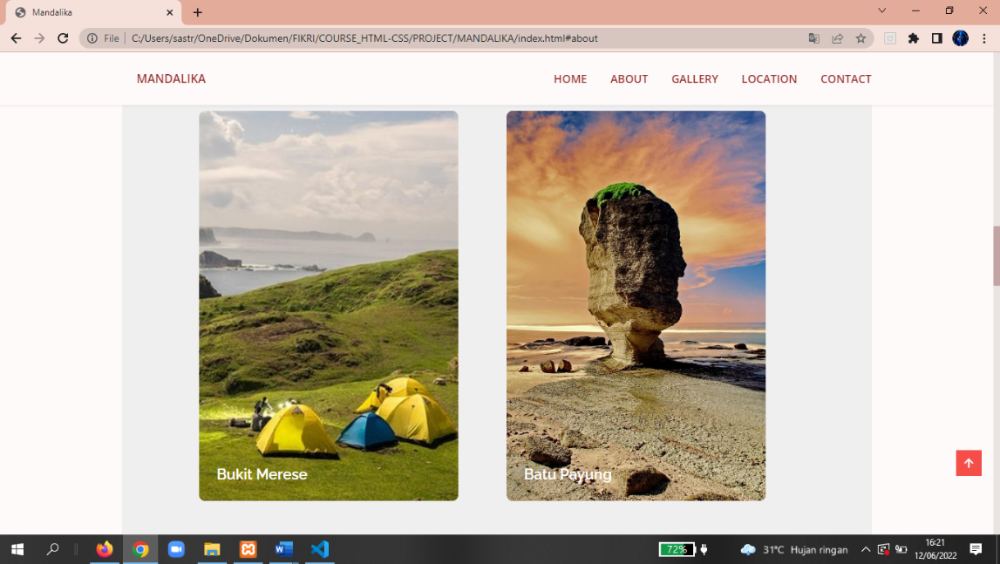 Mandalika
File
C:/Users/sastr/OneDrive/Dokumen/FIKRI/COURSE_HTML-CSS/PROJECT/MANDALIKA/index.html#about
MANDALIKA
HOME
ABOUT
GALLERY
LOCATION
CONTACT
Bukit Merese
Batu Payung
72%
31°C Hujan ringan
16:21
12/06/2022